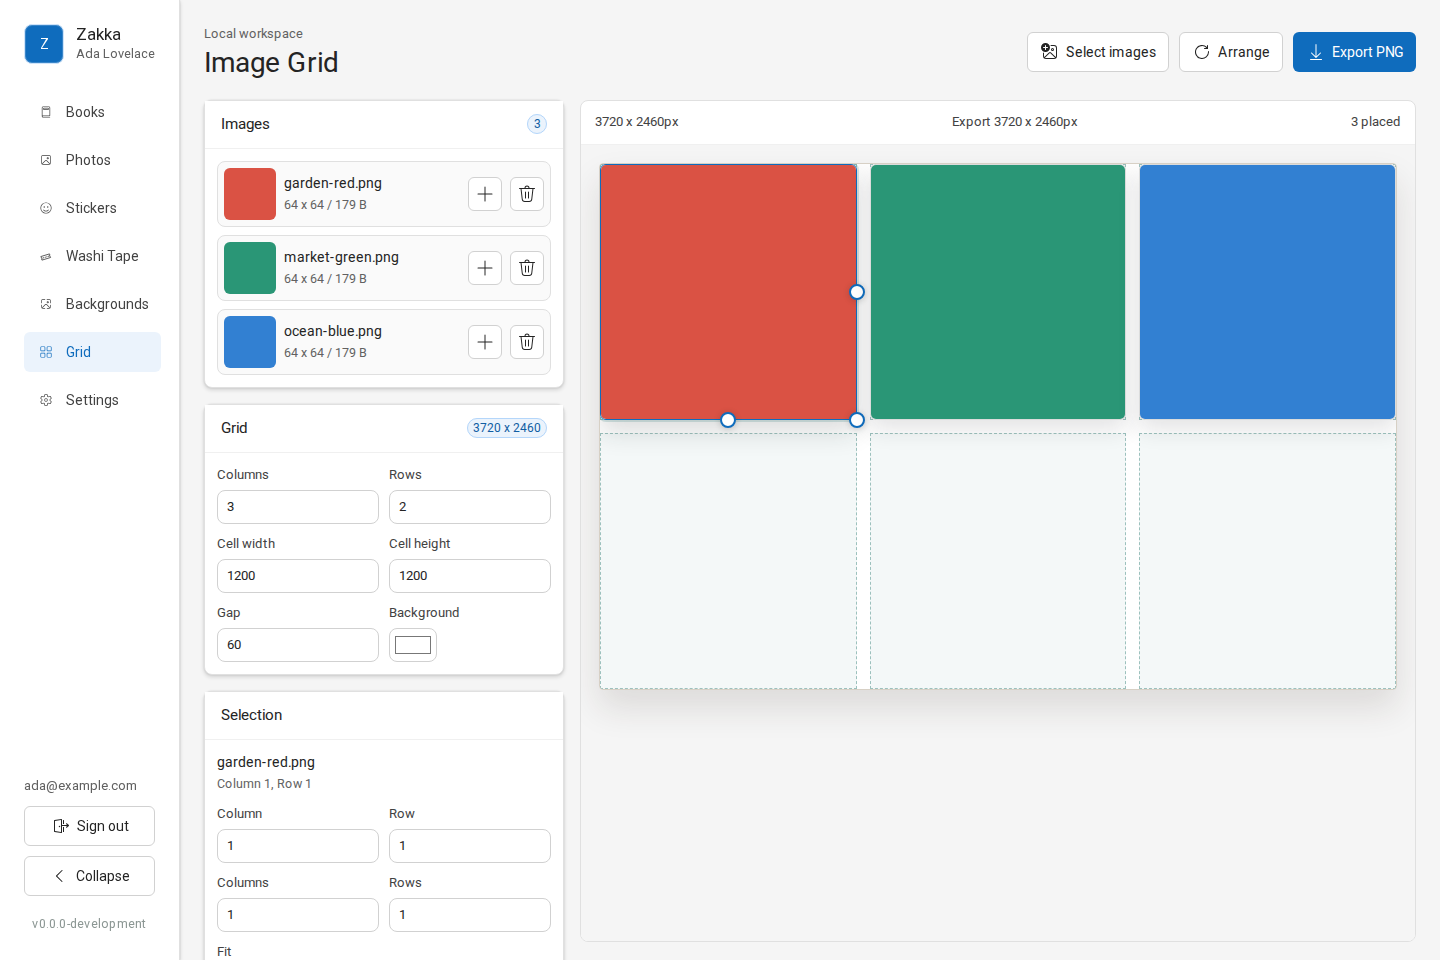 Z
Zakka
Ada Lovelace
Books
Photos
Stickers
Washi Tape
Backgrounds
Grid
Settings
ada@example.com
Sign out
Collapse
v0.0.0-development
Local workspace
Image Grid
Select images
Arrange
Export PNG
Images
3
garden-red.png
64 x 64 / 179 B
market-green.png
64 x 64 / 179 B
ocean-blue.png
64 x 64 / 179 B
Grid
3720 x 2460
Columns
Rows
3
2
Cell width
Cell height
1200
1200
Gap
Background
60
Selection
garden-red.png
Column 1, Row 1
Column
Row
1
1
Columns
Rows
1
1
Fit
3720 x 2460px
Export 3720 x 2460px
3 placed